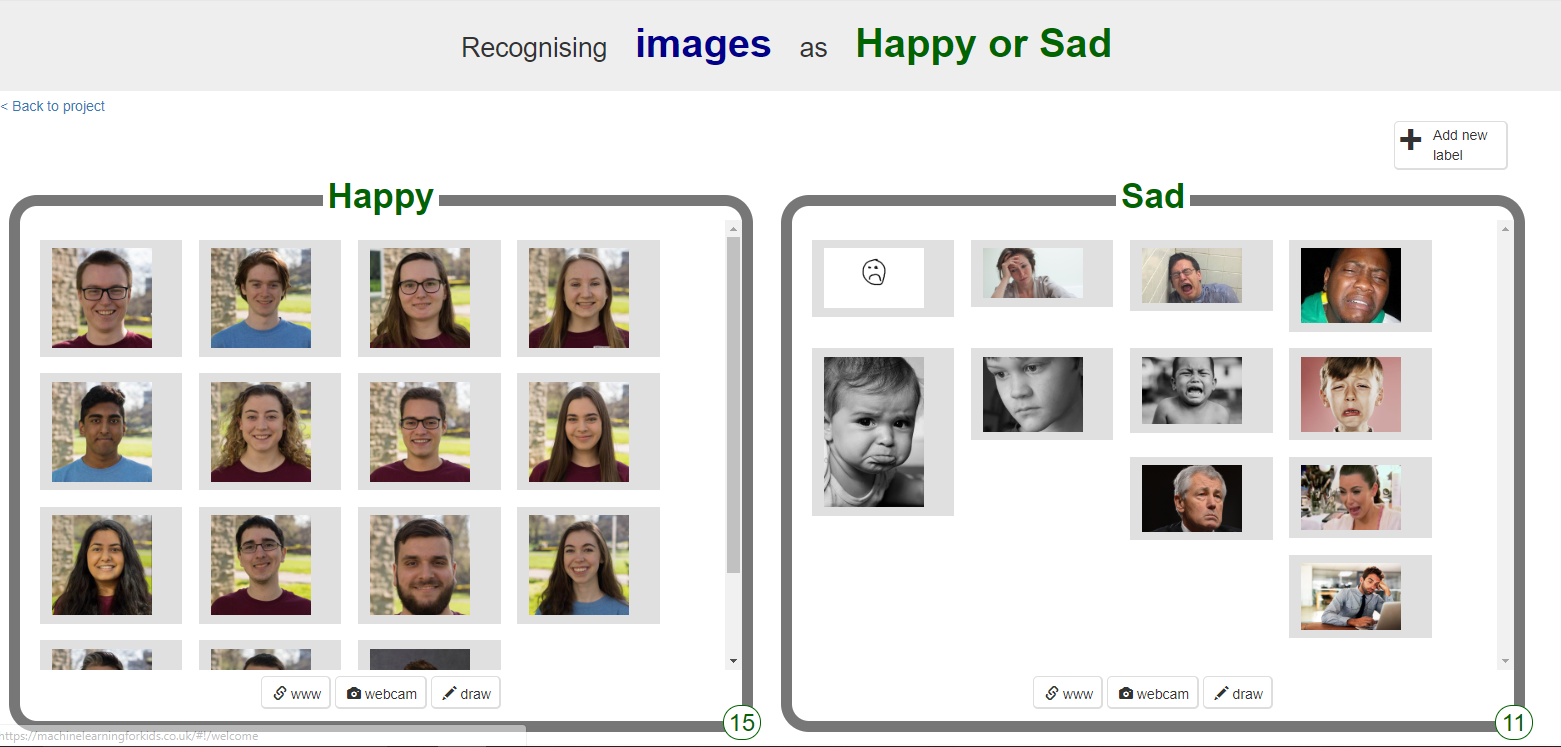 Recognising images as Happy or Sad
< Back to project
Add new
label
Happy
Sad
www webcam draw
www webcam draw
15
11
https://machinelearningforkids.co.uk/#!/welcome